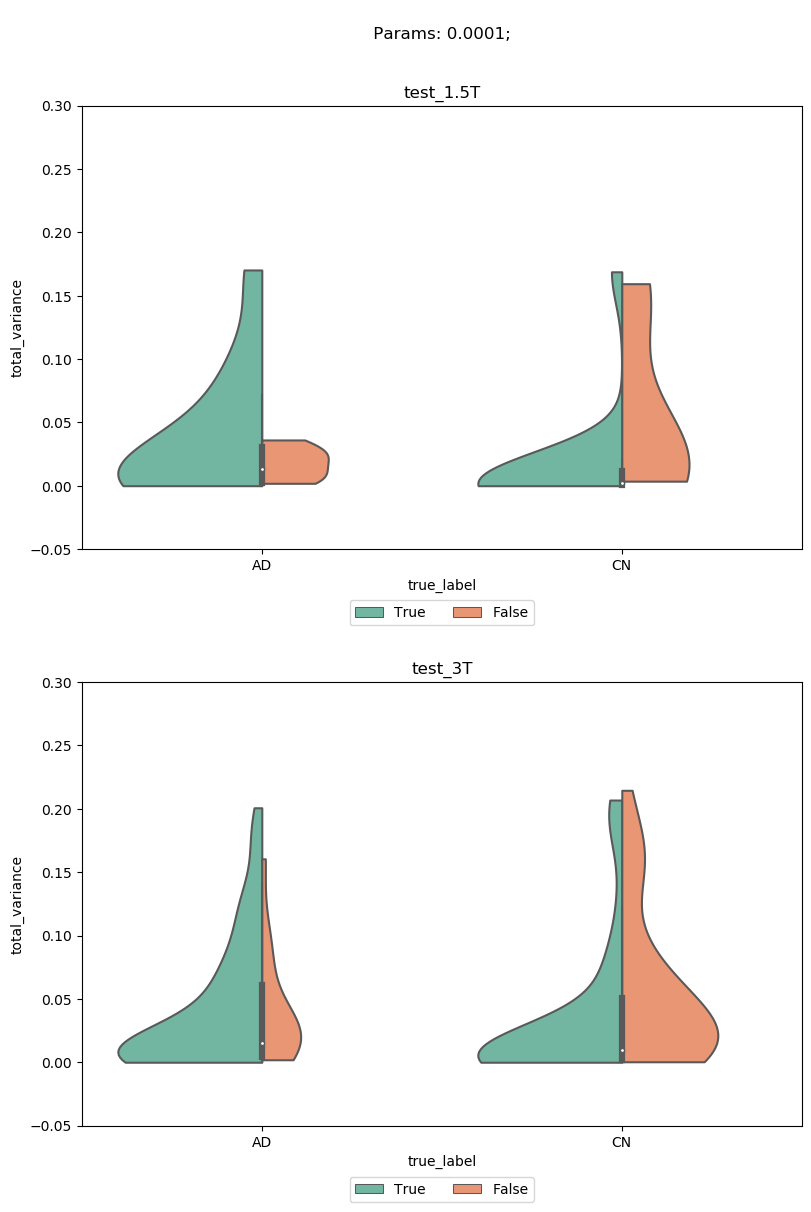 Params: 0.0001;
test_1.5T
0.30
0.25
0.20
0.15
0.10
0.05
0.00
−0.05
total_variance
AD CN
true_label
True False
test_3T
0.30
0.25
0.20
0.15
0.10
0.05
0.00
−0.05
total_variance
AD CN
true_label
True False